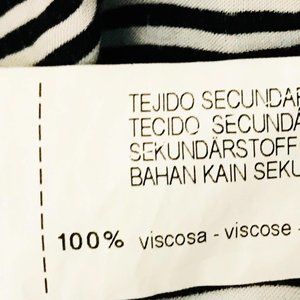 TEJIDO SECUNDAR
TECIDO SECUNDÁ
SEKUNDÄRSTOFF
BAHAN KAIN SEKU
100% viscosa - viscose -